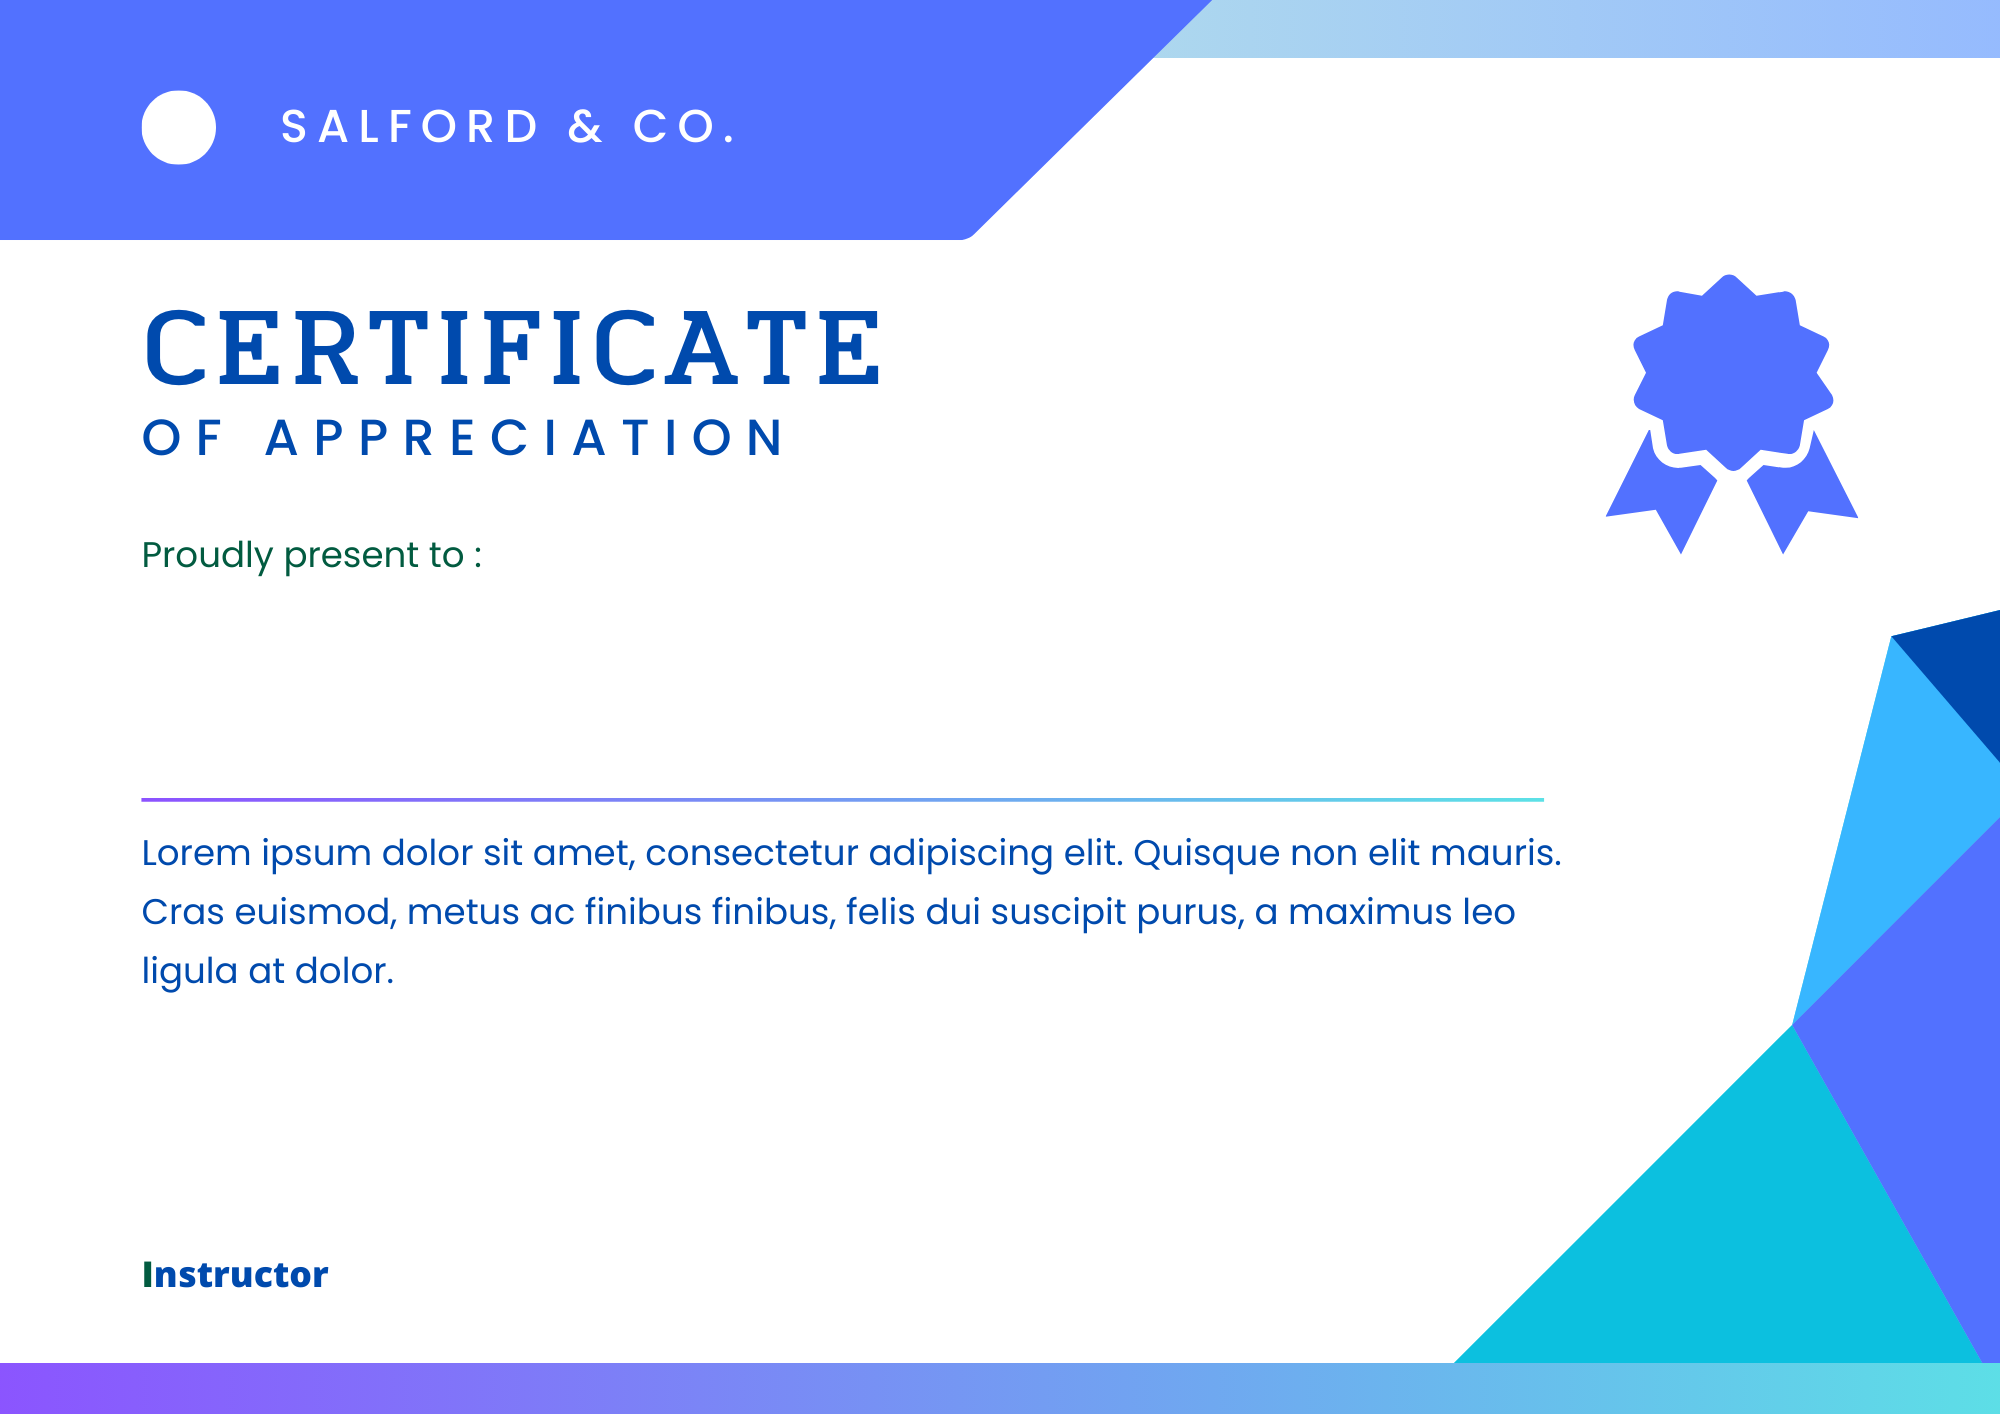 SALFORD & CO.
CERTIFICATE
OF APPRECIATION
Proudly present to :
Lorem ipsum dolor sit amet, consectetur adipiscing elit. Quisque non elit mauris.
Cras euismod, metus ac finibus finibus, felis dui suscipit purus, a maximus leo
ligula at dolor.
Instructor